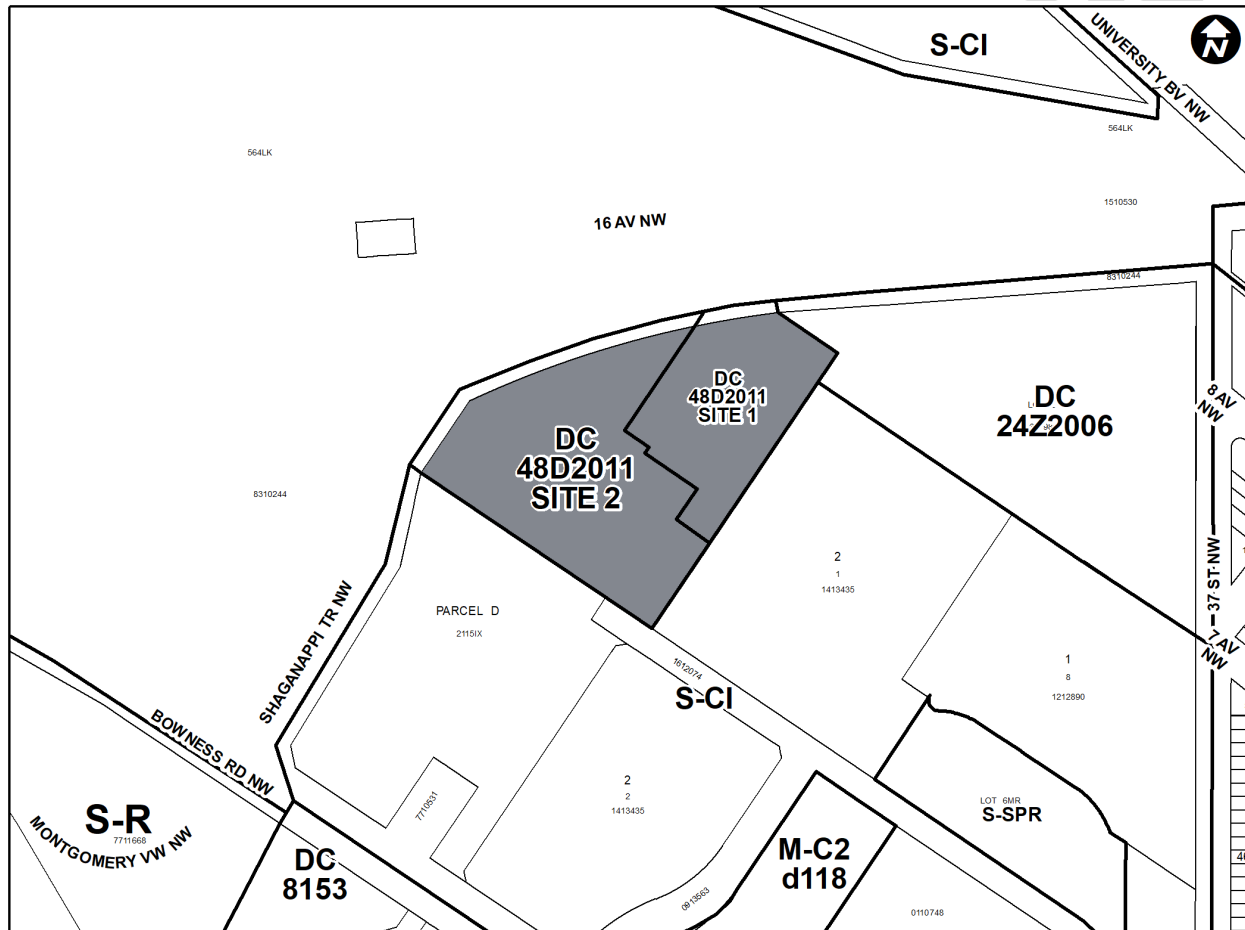 S-CI
UNIVERSITY BV NW
N
564LK
564LK
1510530
16 AV NW
8310244
DC
48D2011
SITE 1
DC
24Z2006
8 AV
NW
DC
48D2011
SITE 2
8310244
2
1
1413435
37 ST NW
PARCEL D
2115IX
SHAGANAPPI TR NW
7 AV
NW
1612074
S-CI
1
8
1212890
BOWNESS RD NW
2
2
1413435
7710531
LOT 6MR
S-SPR
S-R
7711668
MONTGOMERY VW NW
DC
8153
M-C2
d118
0913563
0110748